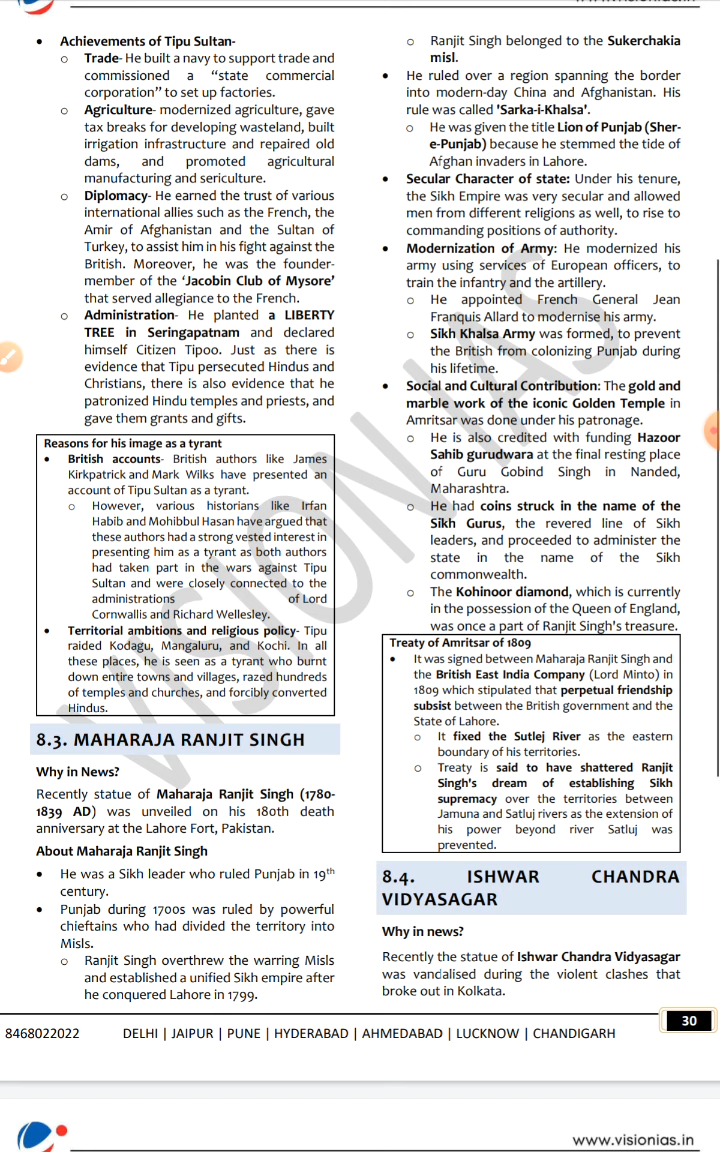 • Achievements of Tipu Sultan-
o Trade- He built a navy to support trade and
commissioned a “state commercial
corporation” to set up factories.
o Agriculture- modernized agriculture, gave
tax breaks for developing wasteland, built
irrigation infrastructure and repaired old
dams, and promoted agricultural
manufacturing and sericulture.
o Diplomacy- He earned the trust of various
international allies such as the French, the
Amir of Afghanistan and the Sultan of
Turkey, to assist him in his fight against the
British. Moreover, he was the founder-
member of the ‘Jacobin Club of Mysore’
that served allegiance to the French.
o Administration- He planted a LIBERTY
TREE in Seringapatnam and declared
himself Citizen Tipoo. Just as there is
evidence that Tipu persecuted Hindus and
Christians, there is also evidence that he
patronized Hindu temples and priests, and
gave them grants and gifts.
Reasons for his image as a tyrant
• British accounts- British authors like James
Kirkpatrick and Mark Wilks have presented an
account of Tipu Sultan as a tyrant.
o However, various historians like Irfan
Habib and Mohibbul Hasan have argued that
these authors had a strong vested interest in
presenting him as a tyrant as both authors
had taken part in the wars against Tipu
Sultan and were closely connected to the
administrations of Lord
Cornwallis and Richard Wellesley.
• Territorial ambitions and religious policy- Tipu
raided Kodagu, Mangaluru, and Kochi. In all
these places, he is seen as a tyrant who burnt
down entire towns and villages, razed hundreds
of temples and churches, and forcibly converted
Hindus.
8.3. MAHARAJA RANJIT SINGH
Why in News?
Recently statue of Maharaja Ranjit Singh (1780-
1839 AD) was unveiled on his 180th death
anniversary at the Lahore Fort, Pakistan.
About Maharaja Ranjit Singh
• He was a Sikh leader who ruled Punjab in 19th
century.
• Punjab during 1700s was ruled by powerful
chieftains who had divided the territory into
Misls.
o Ranjit Singh overthrew the warring Misls
and established a unified Sikh empire after
he conquered Lahore in 1799.
o Ranjit Singh belonged to the Sukerchakia
misl.
• He ruled over a region spanning the border
into modern-day China and Afghanistan. His
rule was called 'Sarka-i-Khalsa'.
o He was given the title Lion of Punjab (Sher-
e-Punjab) because he stemmed the tide of
Afghan invaders in Lahore.
• Secular Character of state: Under his tenure,
the Sikh Empire was very secular and allowed
men from different religions as well, to rise to
commanding positions of authority.
• Modernization of Army: He modernized his
army using services of European officers, to
train the infantry and the artillery.
o He appointed French General Jean
Franquis Allard to modernise his army.
o Sikh Khalsa Army was formed, to prevent
the British from colonizing Punjab during
his lifetime.
• Social and Cultural Contribution: The gold and
marble work of the iconic Golden Temple in
Amritsar was done under his patronage.
o He is also credited with funding Hazoor
Sahib gurudwara at the final resting place
of Guru Gobind Singh in Nanded,
Maharashtra.
o He had coins struck in the name of the
Sikh Gurus, the revered line of Sikh
leaders, and proceeded to administer the
state in the name of the Sikh
commonwealth.
o The Kohinoor diamond, which is currently
in the possession of the Queen of England,
was once a part of Ranjit Singh's treasure.
Treaty of Amritsar of 1809
• It was signed between Maharaja Ranjit Singh and
the British East India Company (Lord Minto) in
1809 which stipulated that perpetual friendship
subsist between the British government and the
State of Lahore.
o It fixed the Sutlej River as the eastern
boundary of his territories.
o Treaty is said to have shattered Ranjit
Singh's dream of establishing Sikh
supremacy over the territories between
Jamuna and Satluj rivers as the extension of
his power beyond river Satluj was
prevented.
8.4. ISHWAR CHANDRA
VIDYASAGAR
Why in news?
Recently the statue of Ishwar Chandra Vidyasagar
was vandalised during the violent clashes that
broke out in Kolkata.
VISION IAS
30
8468022022 DELHI | JAIPUR | PUNE | HYDERABAD | AHMEDABAD | LUCKNOW | CHANDIGARH
www.visionias.in